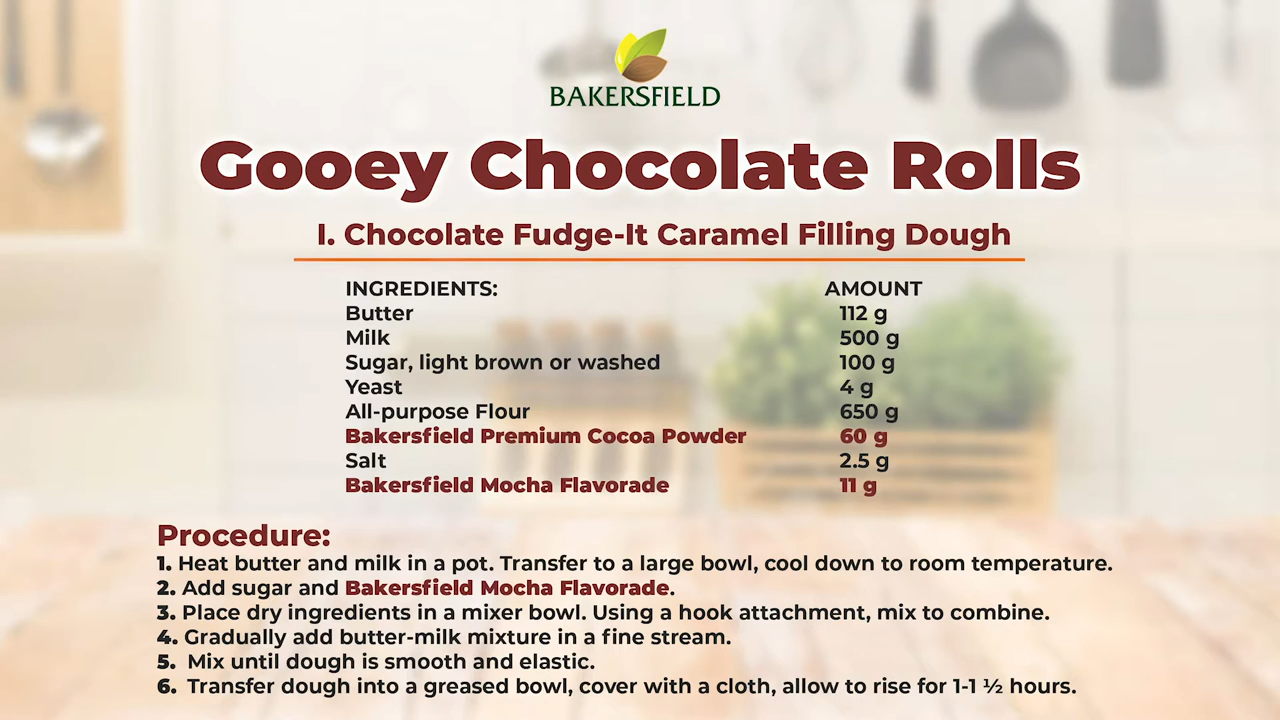 BAKERSFIELD
Gooey Chocolate Rolls
I. Chocolate Fudge-It Caramel Filling Dough
INGREDIENTS: AMOUNT
Butter 112 g
Milk 500 g
Sugar, light brown or washed 100 g
Yeast 4 g
All-purpose Flour 650 g
Bakersfield Premium Cocoa Powder 60 g
Salt 2.5 g
Bakersfield Mocha Flavorade 11 g
Procedure:
1. Heat butter and milk in a pot. Transfer to a large bowl, cool down to room temperature.
2. Add sugar and Bakersfield Mocha Flavorade.
3. Place dry ingredients in a mixer bowl. Using a hook attachment, mix to combine.
4. Gradually add butter-milk mixture in a fine stream.
5. Mix until dough is smooth and elastic.
6. Transfer dough into a greased bowl, cover with a cloth, allow to rise for 1-1 ½ hours.